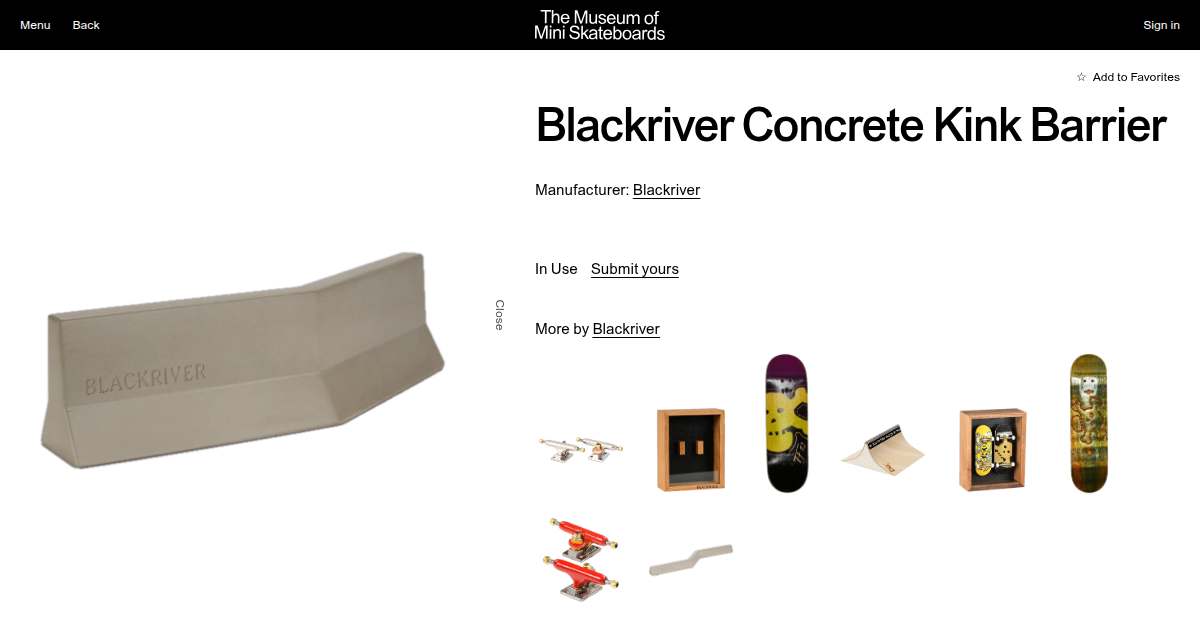 Menu
Back
The Museum of
Mini Skateboards
Sign in
☆ Add to Favorites
Blackriver Concrete Kink Barrier
Manufacturer: Blackriver
BLACKRIVER
Close
In Use Submit yours
More by Blackriver